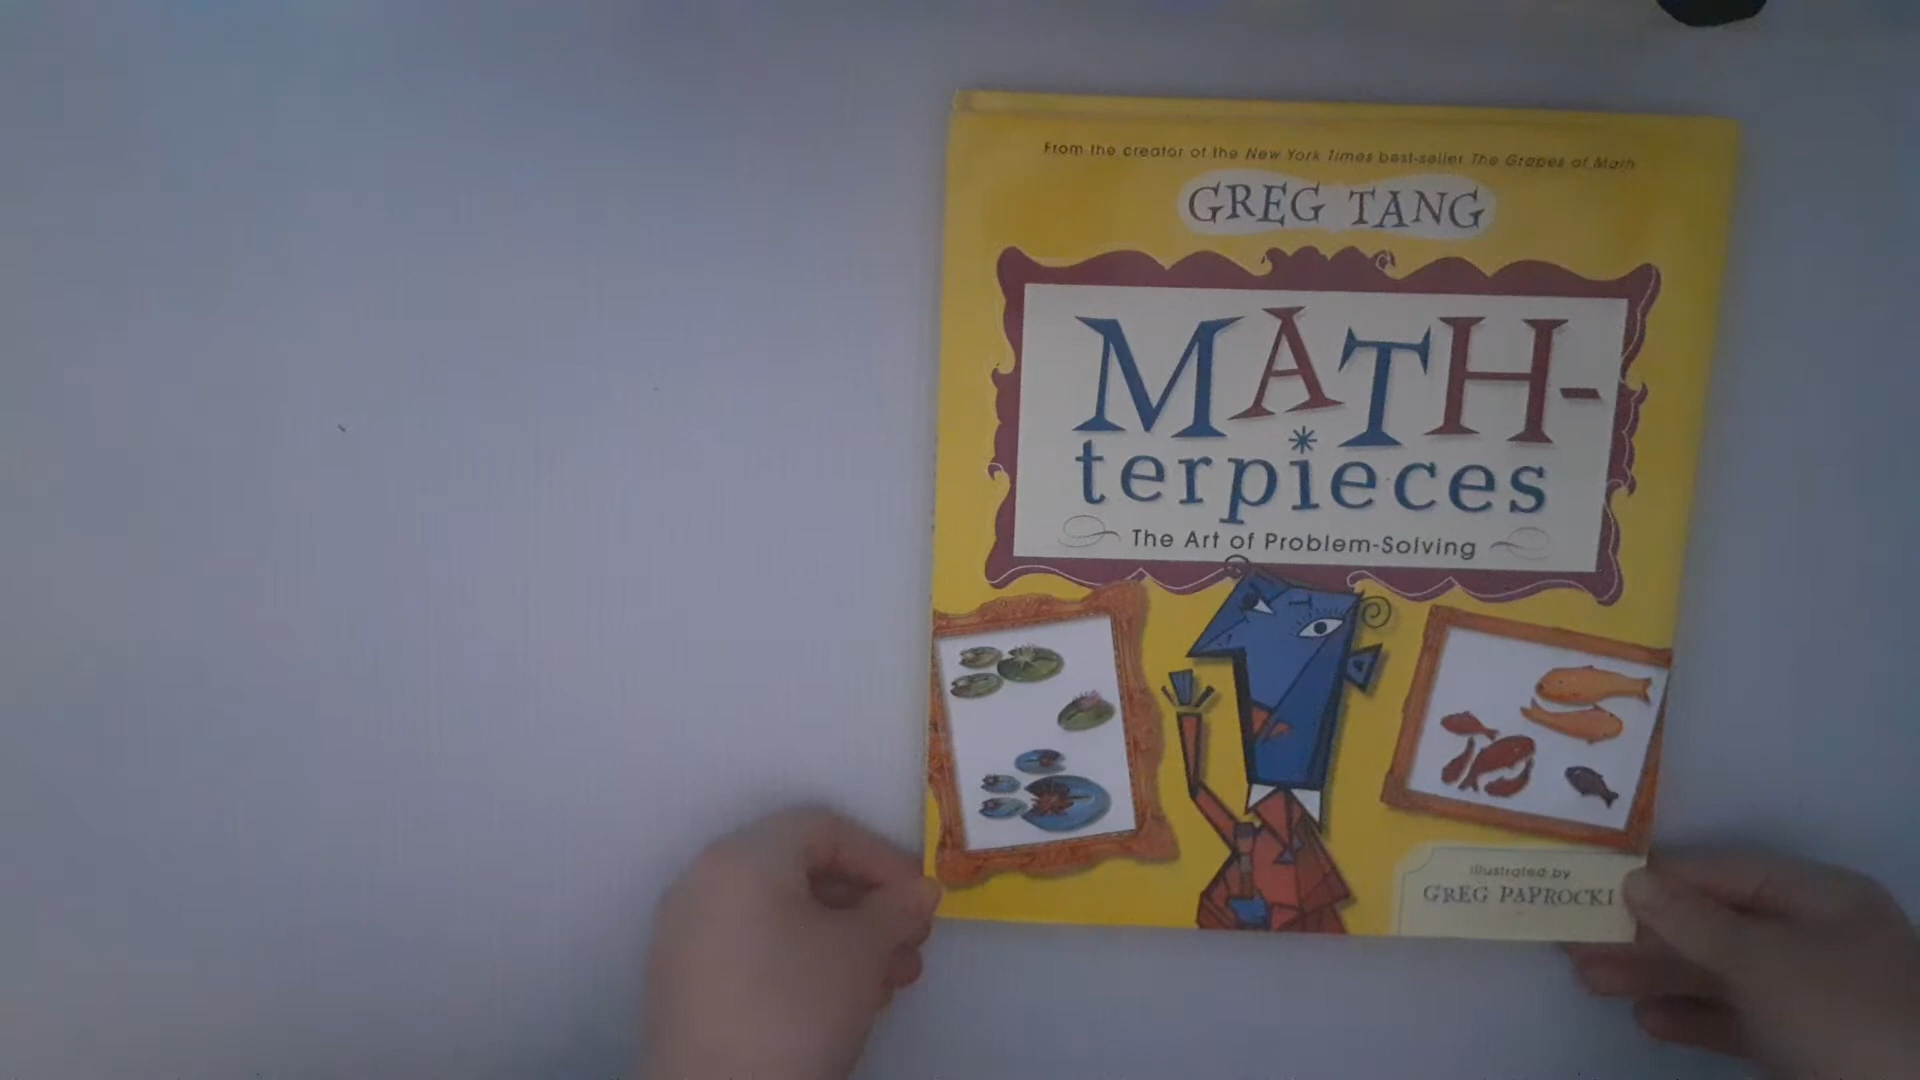 From the creator of the New York Times best-seller The Grapes of Math
GREG TANG
MATH-
terpieces
The Art of Problem-Solving
illustrated by
GREG PAPROCKI